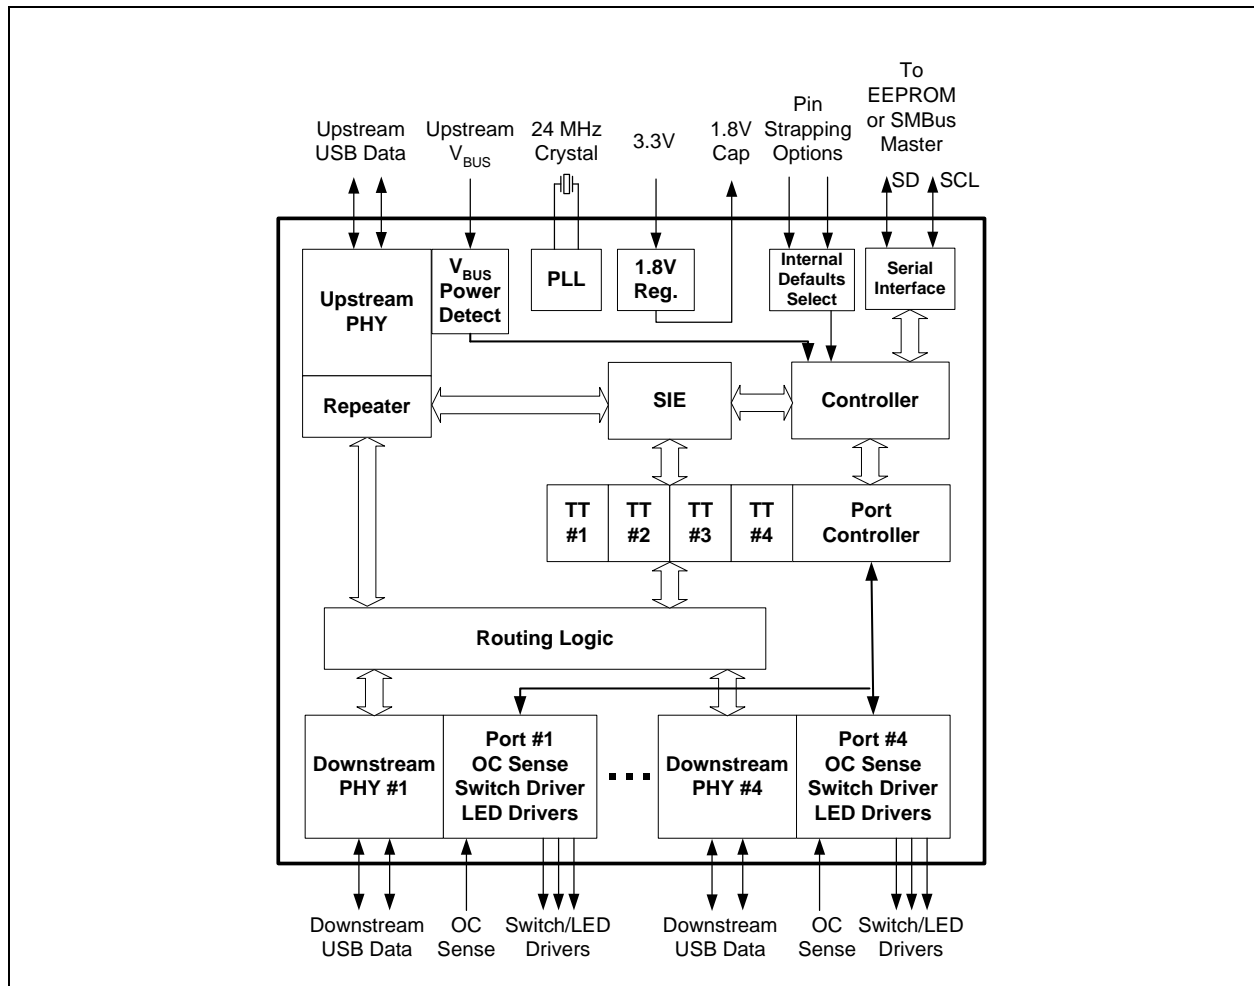 Upstream
USB Data
Upstream
VBUS
24 MHz
Crystal
3.3V
1.8V
Cap
Pin
Strapping
Options
To
EEPROM
or SMBus
Master
SD
SCL
Upstream
PHY
VBUS
Power
Detect
PLL
1.8V
Reg.
Internal
Defaults
Select
Serial
Interface
Repeater
SIE
Controller
TT
#1
TT
#2
TT
#3
TT
#4
Port
Controller
Routing Logic
Downstream
PHY #1
Port #1
OC Sense
Switch Driver
LED Drivers
...
Downstream
PHY #4
Port #4
OC Sense
Switch Driver
LED Drivers
Downstream
USB Data
OC
Sense
Switch/LED
Drivers
Downstream
USB Data
OC
Sense
Switch/LED
Drivers